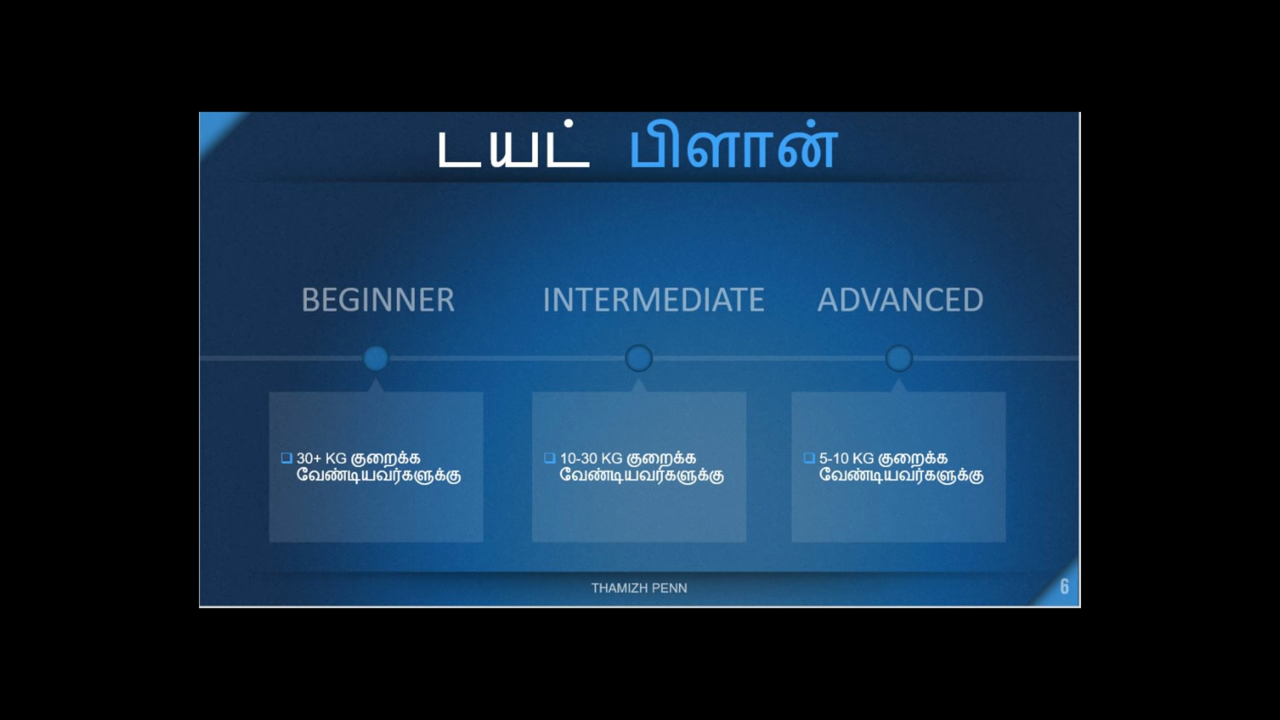 டயட் பிளான்
BEGINNER
INTERMEDIATE
ADVANCED
30+ KG குறைக்க
வேண்டியவர்களுக்கு
10-30 KG குறைக்க
வேண்டியவர்களுக்கு
5-10 KG குறைக்க
வேண்டியவர்களுக்கு
THAMIZH PENN
6